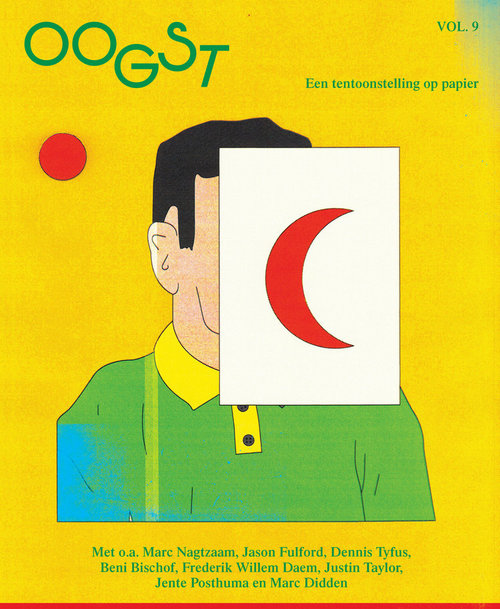 OOGST
VOL. 9
Een tentoonstelling op papier
Met o.a. Marc Nagtzaam, Jason Fulford, Dennis Tyfus,
Beni Bischof, Frederik Willem Daem, Justin Taylor,
Jente Posthuma en Marc Didden